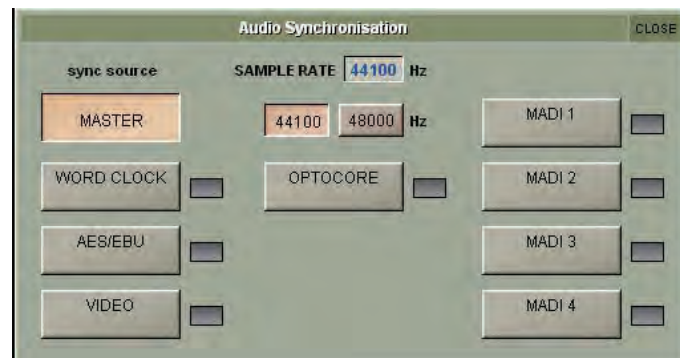 Audio Synchronisation CLOSE
sync source SAMPLE RATE 44100 Hz
MASTER 44100 48000 Hz MADI 1
WORD CLOCK OPTOCORE MADI 2
AES/EBU MADI 3
VIDEO MADI 4